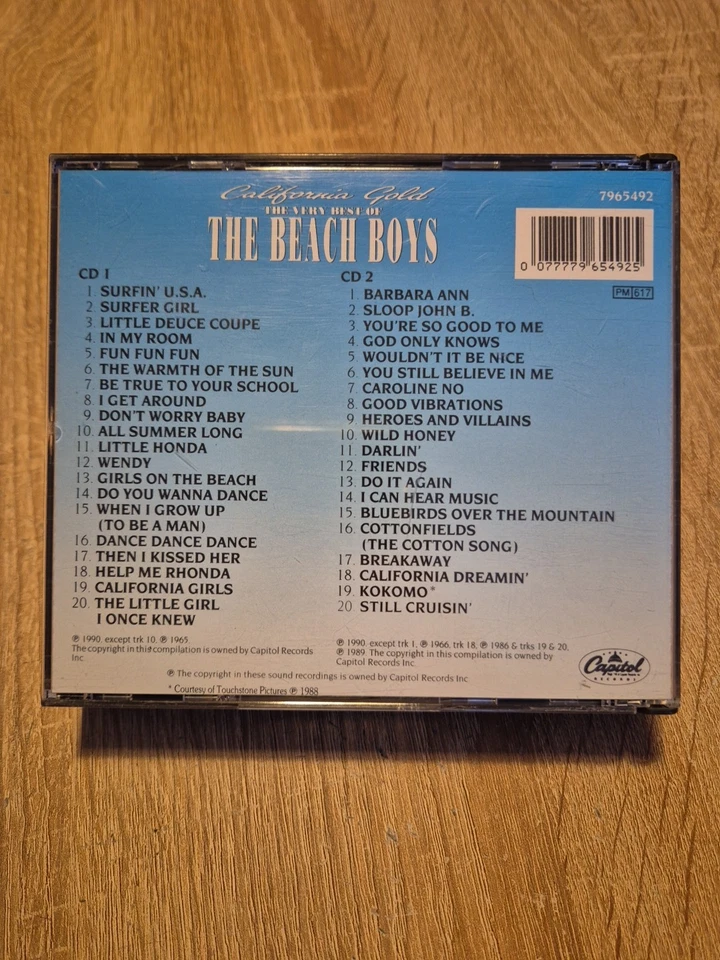 California Gold
THE VERY BEST OF
THE BEACH BOYS
7965492
0 077779 654925
PM 617
CD 1
1. SURFIN' U.S.A.
2. SURFER GIRL
3. LITTLE DEUCE COUPE
4. IN MY ROOM
5. FUN FUN FUN
6. THE WARMTH OF THE SUN
7. BE TRUE TO YOUR SCHOOL
8. I GET AROUND
9. DON'T WORRY BABY
10. ALL SUMMER LONG
11. LITTLE HONDA
12. WENDY
13. GIRLS ON THE BEACH
14. DO YOU WANNA DANCE
15. WHEN I GROW UP
(TO BE A MAN)
16. DANCE DANCE DANCE
17. THEN I KISSED HER
18. HELP ME RHONDA
19. CALIFORNIA GIRLS
20. THE LITTLE GIRL
I ONCE KNEW
℗ 1990, except trk 10, ℗ 1965.
The copyright in this compilation is owned by Capitol Records
Inc.
CD 2
1. BARBARA ANN
2. SLOOP JOHN B.
3. YOU'RE SO GOOD TO ME
4. GOD ONLY KNOWS
5. WOULDN'T IT BE NICE
6. YOU STILL BELIEVE IN ME
7. CAROLINE NO
8. GOOD VIBRATIONS
9. HEROES AND VILLAINS
10. WILD HONEY
11. DARLIN'
12. FRIENDS
13. DO IT AGAIN
14. I CAN HEAR MUSIC
15. BLUEBIRDS OVER THE MOUNTAIN
16. COTTONFIELDS
(THE COTTON SONG)
17. BREAKAWAY
18. CALIFORNIA DREAMIN'
19. KOKOMO*
20 STILL CRUISIN'
℗ 1990, except trk 1, ℗ 1966, trk 18, ℗ 1986 & trks 19 & 20,
℗ 1989. The copyright in this compilation is owned by Capitol
Records Inc.
℗ The copyright in these sound recordings is owned by Capitol Records Inc
* Courtesy of Touchstone Pictures ℗ 1988
Capitol
RECORDS